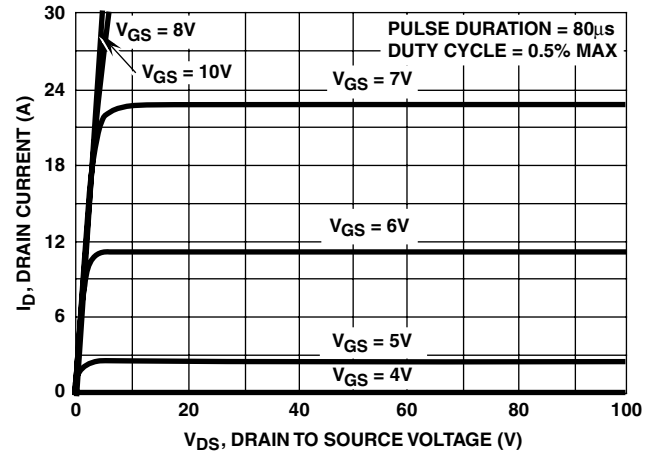 30
24
18
12
6
0
I_D, DRAIN CURRENT (A)
V_GS = 8V
V_GS = 10V
PULSE DURATION = 80μs
DUTY CYCLE = 0.5% MAX
V_GS = 7V
V_GS = 6V
V_GS = 5V
V_GS = 4V
0 20 40 60 80 100
V_DS, DRAIN TO SOURCE VOLTAGE (V)